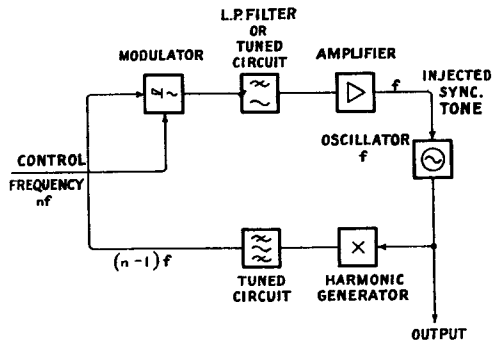 L.P. FILTER
OR
TUNED
CIRCUIT
MODULATOR
AMPLIFIER
f
INJECTED
SYNC.
TONE
OSCILLATOR
f
CONTROL
FREQUENCY
nf
(n-1)f
TUNED
CIRCUIT
HARMONIC
GENERATOR
OUTPUT